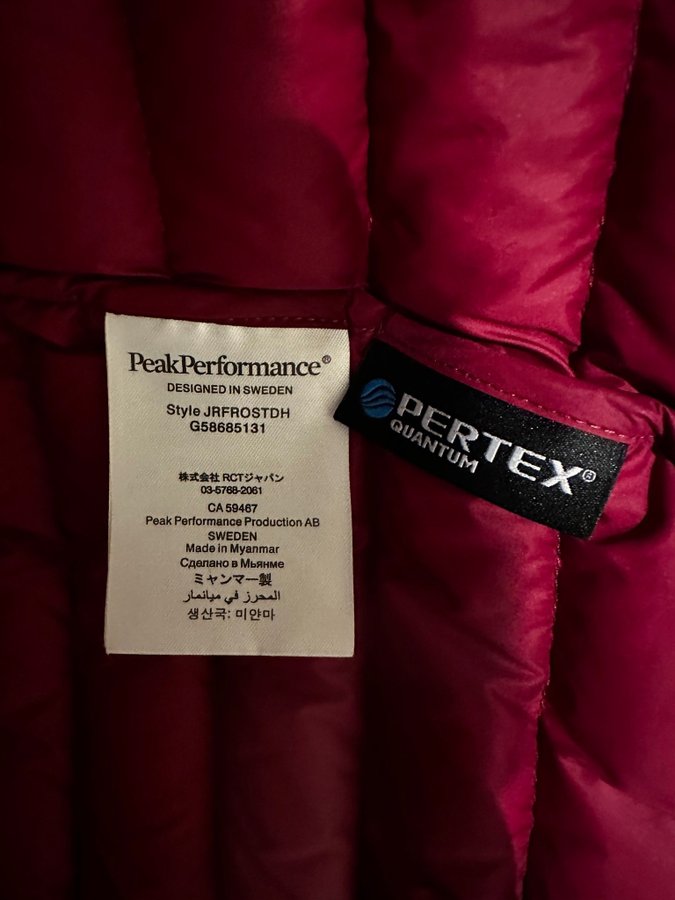 PeakPerformance®
DESIGNED IN SWEDEN
Style JRFROSTDH
G58685131
株式会社 RCTジャパン
03-5768-2061
CA 59467
Peak Performance Production AB
SWEDEN
Made in Myanmar
Сделано в Мьянме
ミャンマー製
المحرز في ميانمار
생산국: 미얀마
PERTEX®
QUANTUM